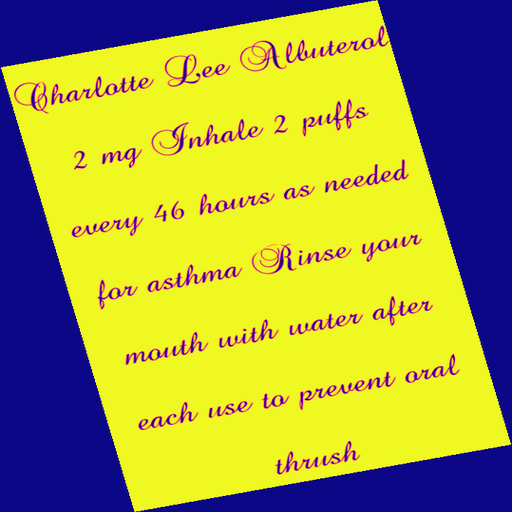 Charlotte Lee Albuterol
2 mg Inhale 2 puffs
every 46 hours as needed
for asthma Rinse your
mouth with water after
each use to prevent oral
thrush